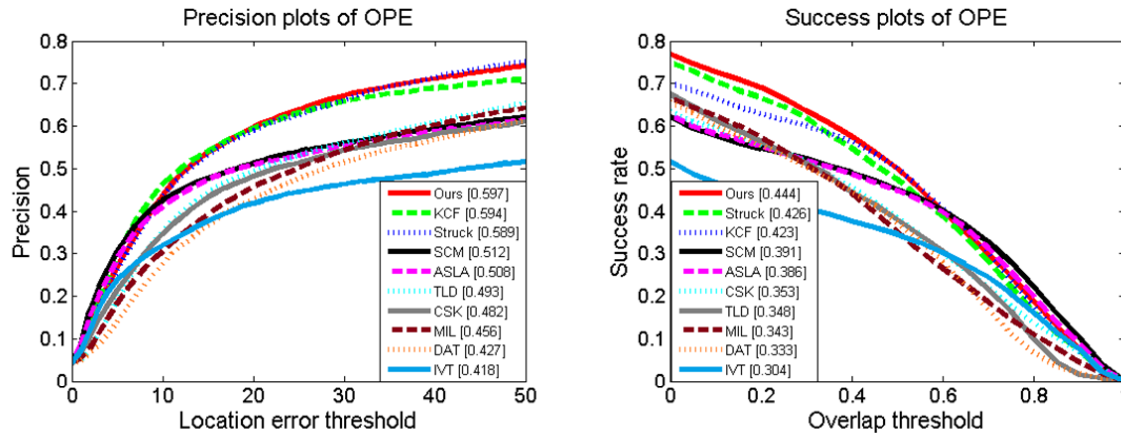 Precision plots of OPE
0.8
0.7
0.6
0.5
0.4
0.3
0.2
0.1
0
Precision
Ours [0.597]
KCF [0.594]
Struck [0.589]
SCM [0.512]
ASLA [0.508]
TLD [0.493]
CSK [0.482]
MIL [0.456]
DAT [0.427]
IVT [0.418]
0 10 20 30 40 50
Location error threshold
Success plots of OPE
0.8
0.7
0.6
0.5
0.4
0.3
0.2
0.1
0
Success rate
Ours [0.444]
Struck [0.426]
KCF [0.423]
SCM [0.391]
ASLA [0.386]
CSK [0.353]
TLD [0.348]
MIL [0.343]
DAT [0.333]
IVT [0.304]
0 0.2 0.4 0.6 0.8
Overlap threshold